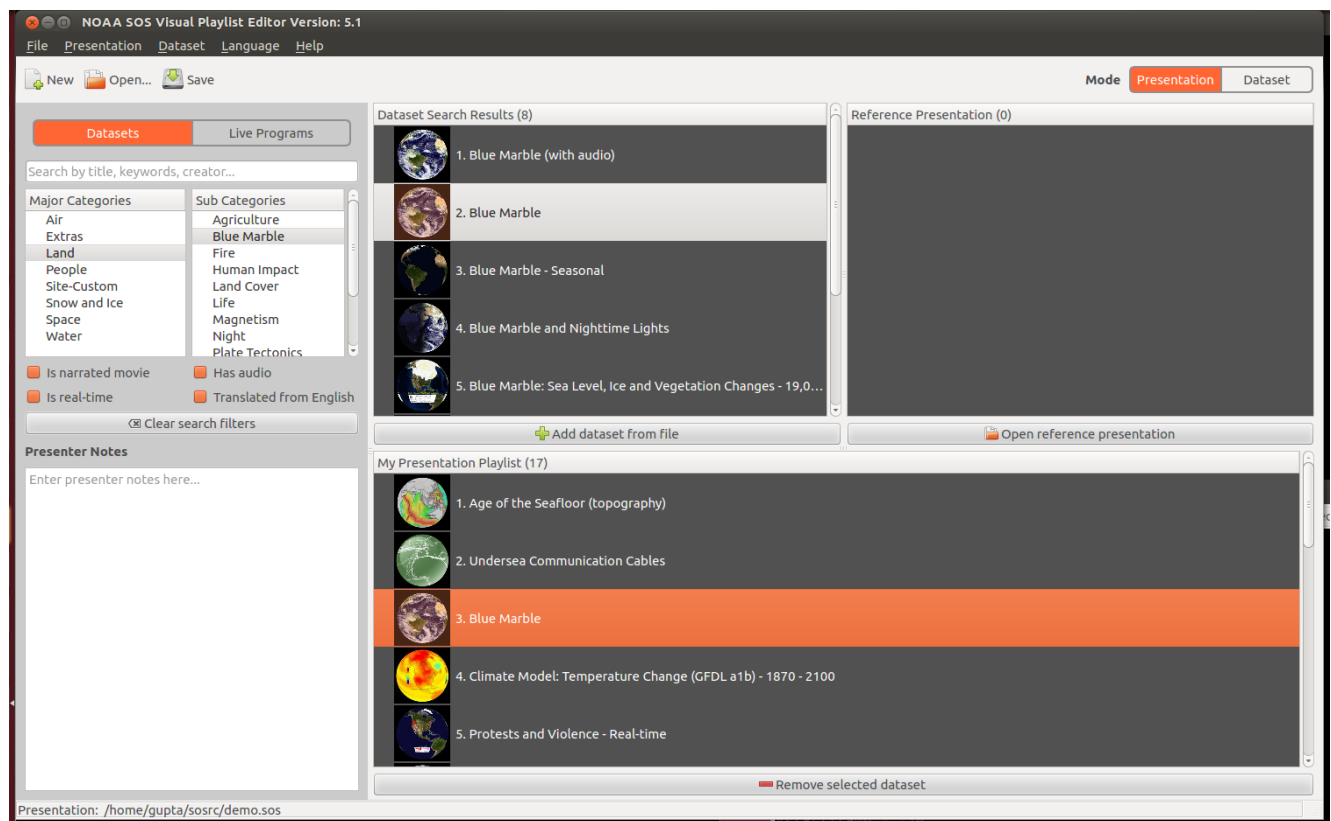 NOAA SOS Visual Playlist Editor Version: 5.1
File Presentation Dataset Language Help
New Open... Save
Mode Presentation Dataset
Datasets Live Programs
Search by title, keywords, creator...
Major Categories
Air
Extras
Land
People
Site-Custom
Snow and Ice
Space
Water
Sub Categories
Agriculture
Blue Marble
Fire
Human Impact
Land Cover
Life
Magnetism
Night
Plate Tectonics
Is narrated movie Has audio
Is real-time Translated from English
Clear search filters
Presenter Notes
Enter presenter notes here...
Dataset Search Results (8)
1. Blue Marble (with audio)
2. Blue Marble
3. Blue Marble - Seasonal
4. Blue Marble and Nighttime Lights
5. Blue Marble: Sea Level, Ice and Vegetation Changes - 19,0...
Add dataset from file
Reference Presentation (0)
Open reference presentation
My Presentation Playlist (17)
1. Age of the Seafloor (topography)
2. Undersea Communication Cables
3. Blue Marble
4. Climate Model: Temperature Change (GFDL a1b) - 1870 - 2100
5. Protests and Violence - Real-time
Remove selected dataset
Presentation: /home/gupta/sosrc/demo.sos